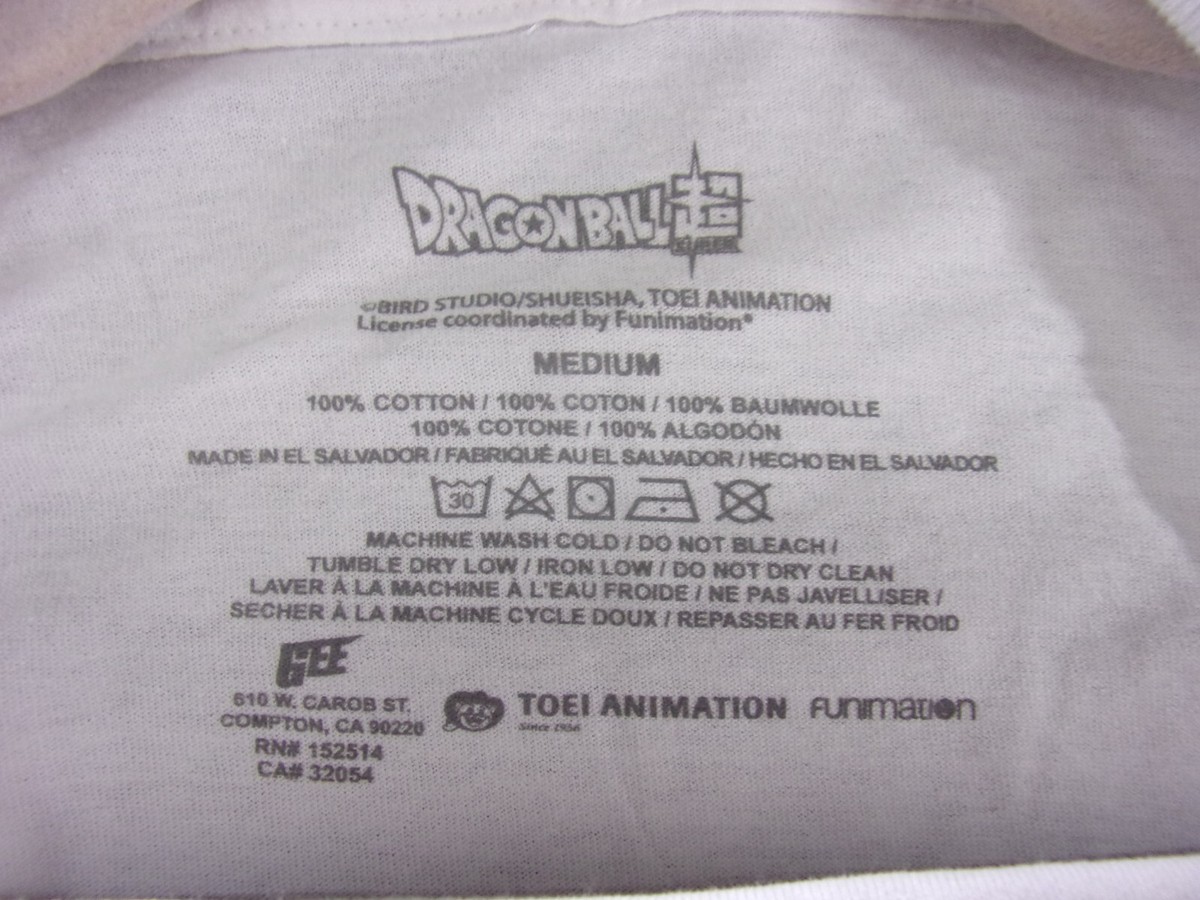 DRAGON BALL 超
SUPER
©BIRD STUDIO/SHUEISHA, TOEI ANIMATION
License coordinated by Funimation®
MEDIUM
100% COTTON / 100% COTON / 100% BAUMWOLLE
100% COTONE / 100% ALGODÓN
MADE IN EL SALVADOR / FABRIQUÉ AU EL SALVADOR / HECHO EN EL SALVADOR
30
MACHINE WASH COLD / DO NOT BLEACH /
TUMBLE DRY LOW / IRON LOW / DO NOT DRY CLEAN
LAVER À LA MACHINE À L'EAU FROIDE / NE PAS JAVELLISER /
SECHER À LA MACHINE CYCLE DOUX / REPASSER AU FER FROID
GEE
610 W. CAROB ST.
COMPTON, CA 90220
RN# 152514
CA# 32054
TOEI ANIMATION
Since 1956
FUNIMATION